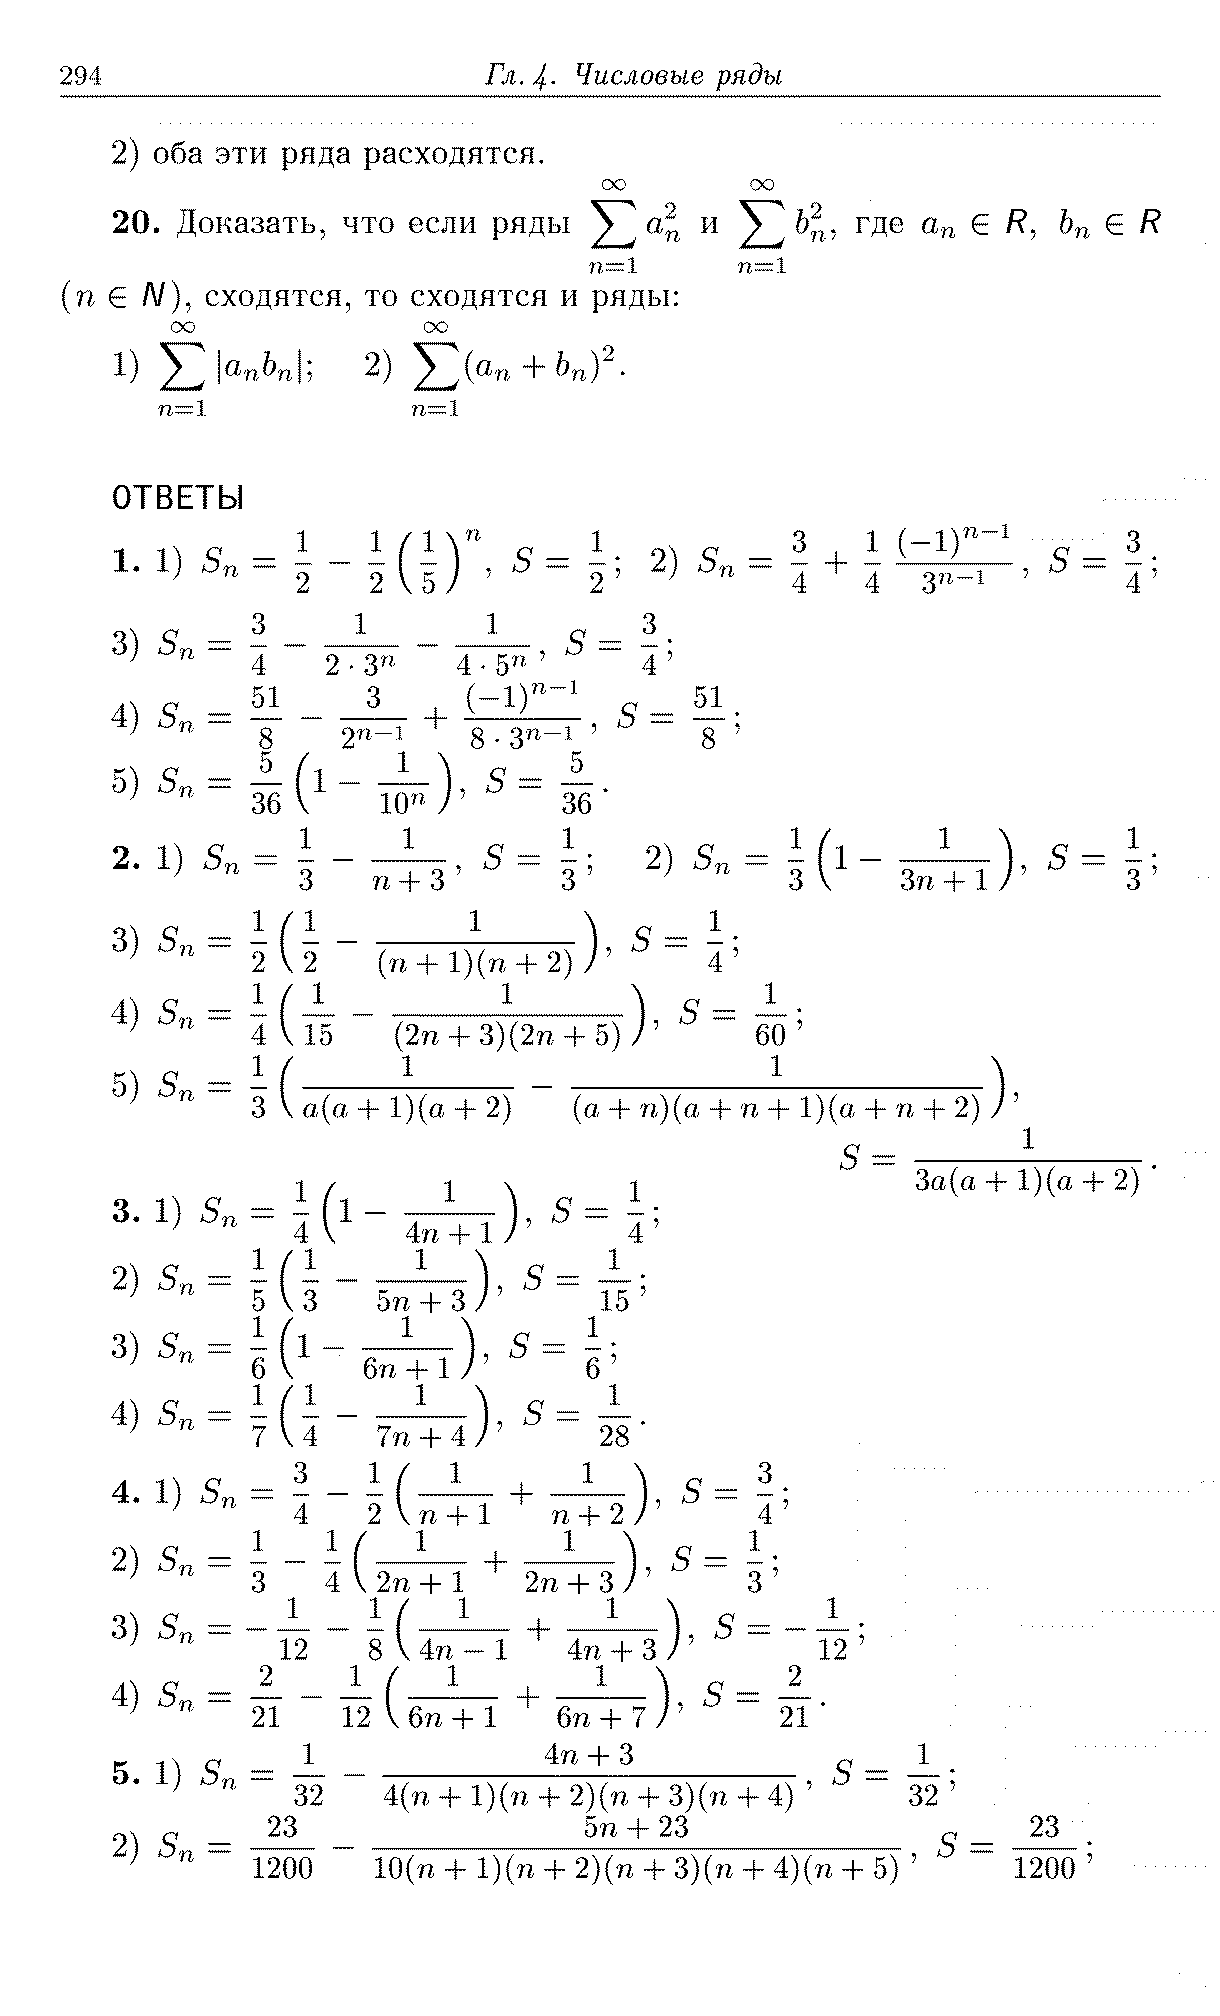 294 Гл. 4. Числовые ряды
2) оба эти ряда расходятся.
20. Доказать, что если ряды $\sum_{n=1}^{\infty} a_n^2$ и $\sum_{n=1}^{\infty} b_n^2$, где $a_n \in R$, $b_n \in R$
($n \in N$), сходятся, то сходятся и ряды:
1) $\sum_{n=1}^{\infty} |a_n b_n|$; 2) $\sum_{n=1}^{\infty} (a_n + b_n)^2$.
ОТВЕТЫ
1. 1) $S_n = \frac{1}{2} - \frac{1}{2}\left(\frac{1}{5}\right)^n$, $S = \frac{1}{2}$; 2) $S_n = \frac{3}{4} + \frac{1}{4}\frac{(-1)^{n-1}}{3^{n-1}}$, $S = \frac{3}{4}$;
3) $S_n = \frac{3}{4} - \frac{1}{2 \cdot 3^n} - \frac{1}{4 \cdot 5^n}$, $S = \frac{3}{4}$;
4) $S_n = \frac{51}{8} - \frac{3}{2^{n-1}} + \frac{(-1)^{n-1}}{8 \cdot 3^{n-1}}$, $S = \frac{51}{8}$;
5) $S_n = \frac{5}{36}\left(1 - \frac{1}{10^n}\right)$, $S = \frac{5}{36}$.
2. 1) $S_n = \frac{1}{3} - \frac{1}{n+3}$, $S = \frac{1}{3}$; 2) $S_n = \frac{1}{3}\left(1 - \frac{1}{3n+1}\right)$, $S = \frac{1}{3}$;
3) $S_n = \frac{1}{2}\left(\frac{1}{2} - \frac{1}{(n+1)(n+2)}\right)$, $S = \frac{1}{4}$;
4) $S_n = \frac{1}{4}\left(\frac{1}{15} - \frac{1}{(2n+3)(2n+5)}\right)$, $S = \frac{1}{60}$;
5) $S_n = \frac{1}{3}\left(\frac{1}{a(a+1)(a+2)} - \frac{1}{(a+n)(a+n+1)(a+n+2)}\right)$,
$S = \frac{1}{3a(a+1)(a+2)}$.
3. 1) $S_n = \frac{1}{4}\left(1 - \frac{1}{4n+1}\right)$, $S = \frac{1}{4}$;
2) $S_n = \frac{1}{5}\left(\frac{1}{3} - \frac{1}{5n+3}\right)$, $S = \frac{1}{15}$;
3) $S_n = \frac{1}{6}\left(1 - \frac{1}{6n+1}\right)$, $S = \frac{1}{6}$;
4) $S_n = \frac{1}{7}\left(\frac{1}{4} - \frac{1}{7n+4}\right)$, $S = \frac{1}{28}$.
4. 1) $S_n = \frac{3}{4} - \frac{1}{2}\left(\frac{1}{n+1} + \frac{1}{n+2}\right)$, $S = \frac{3}{4}$;
2) $S_n = \frac{1}{3} - \frac{1}{4}\left(\frac{1}{2n+1} + \frac{1}{2n+3}\right)$, $S = \frac{1}{3}$;
3) $S_n = -\frac{1}{12} - \frac{1}{8}\left(\frac{1}{4n-1} + \frac{1}{4n+3}\right)$, $S = -\frac{1}{12}$;
4) $S_n = \frac{2}{21} - \frac{1}{12}\left(\frac{1}{6n+1} + \frac{1}{6n+7}\right)$, $S = \frac{2}{21}$.
5. 1) $S_n = \frac{1}{32} - \frac{4n+3}{4(n+1)(n+2)(n+3)(n+4)}$, $S = \frac{1}{32}$;
2) $S_n = \frac{23}{1200} - \frac{5n+23}{10(n+1)(n+2)(n+3)(n+4)(n+5)}$, $S = \frac{23}{1200}$;